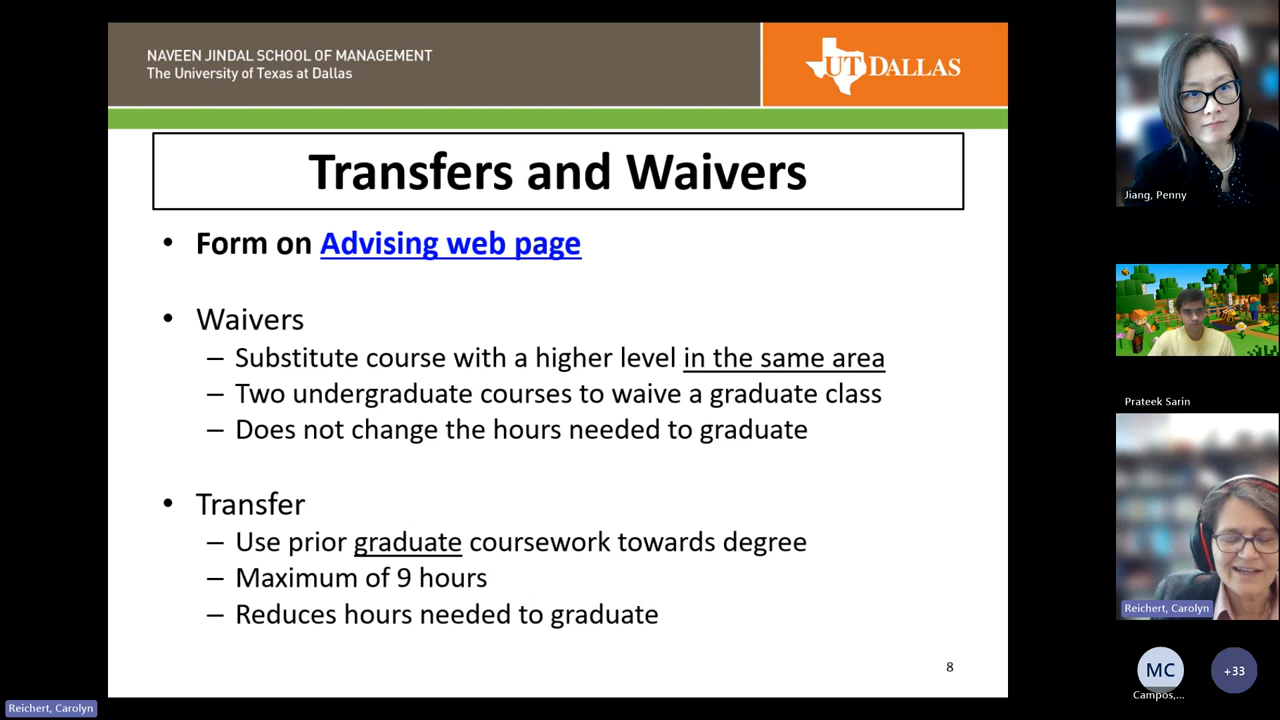 NAVEEN JINDAL SCHOOL OF MANAGEMENT
The University of Texas at Dallas
UT DALLAS
Transfers and Waivers
• Form on Advising web page
• Waivers
– Substitute course with a higher level in the same area
– Two undergraduate courses to waive a graduate class
– Does not change the hours needed to graduate
• Transfer
– Use prior graduate coursework towards degree
– Maximum of 9 hours
– Reduces hours needed to graduate
8
Jiang, Penny
Prateek Sarin
Reichert, Carolyn
MC
+33
Campos,...
Reichert, Carolyn